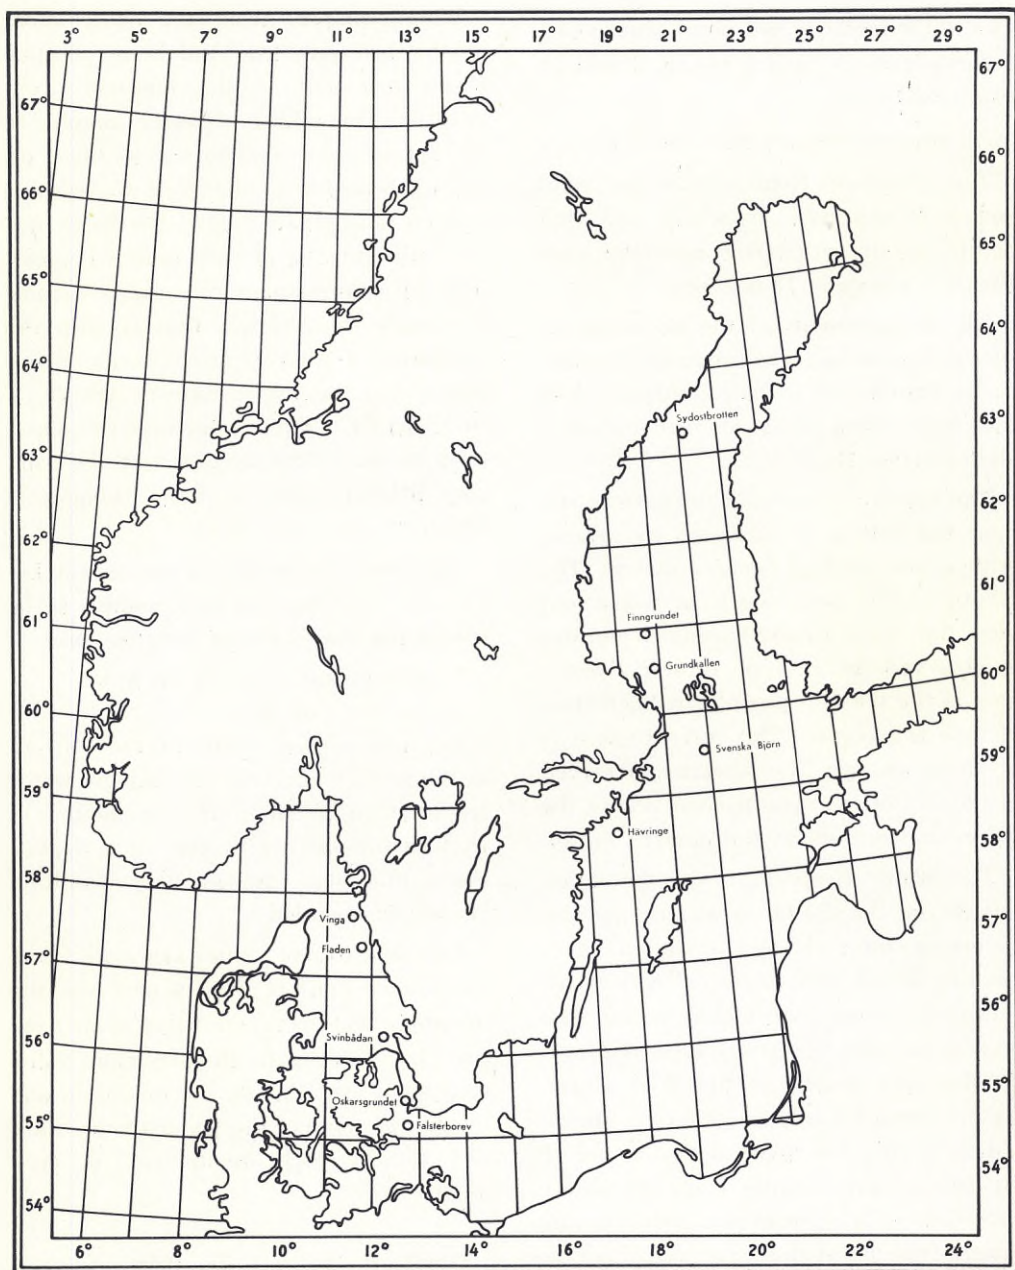 3° 5° 7° 9° 11° 13° 15° 17° 19° 21° 23° 25° 27° 29°
67° 67°
66° 66°
65° 65°
64° 64°
63° 63°
62° 62°
61° 61°
60° 60°
59° 59°
58° 58°
57° 57°
56° 56°
55° 55°
54° 54°
Sydostbrotten
Finngrundet
Grundkallen
Svenska Björn
Hävringe
Vinga
Fladen
Svinbådan
Oskarsgrundet
Falsterborev
6° 8° 10° 12° 14° 16° 18° 20° 22° 24°